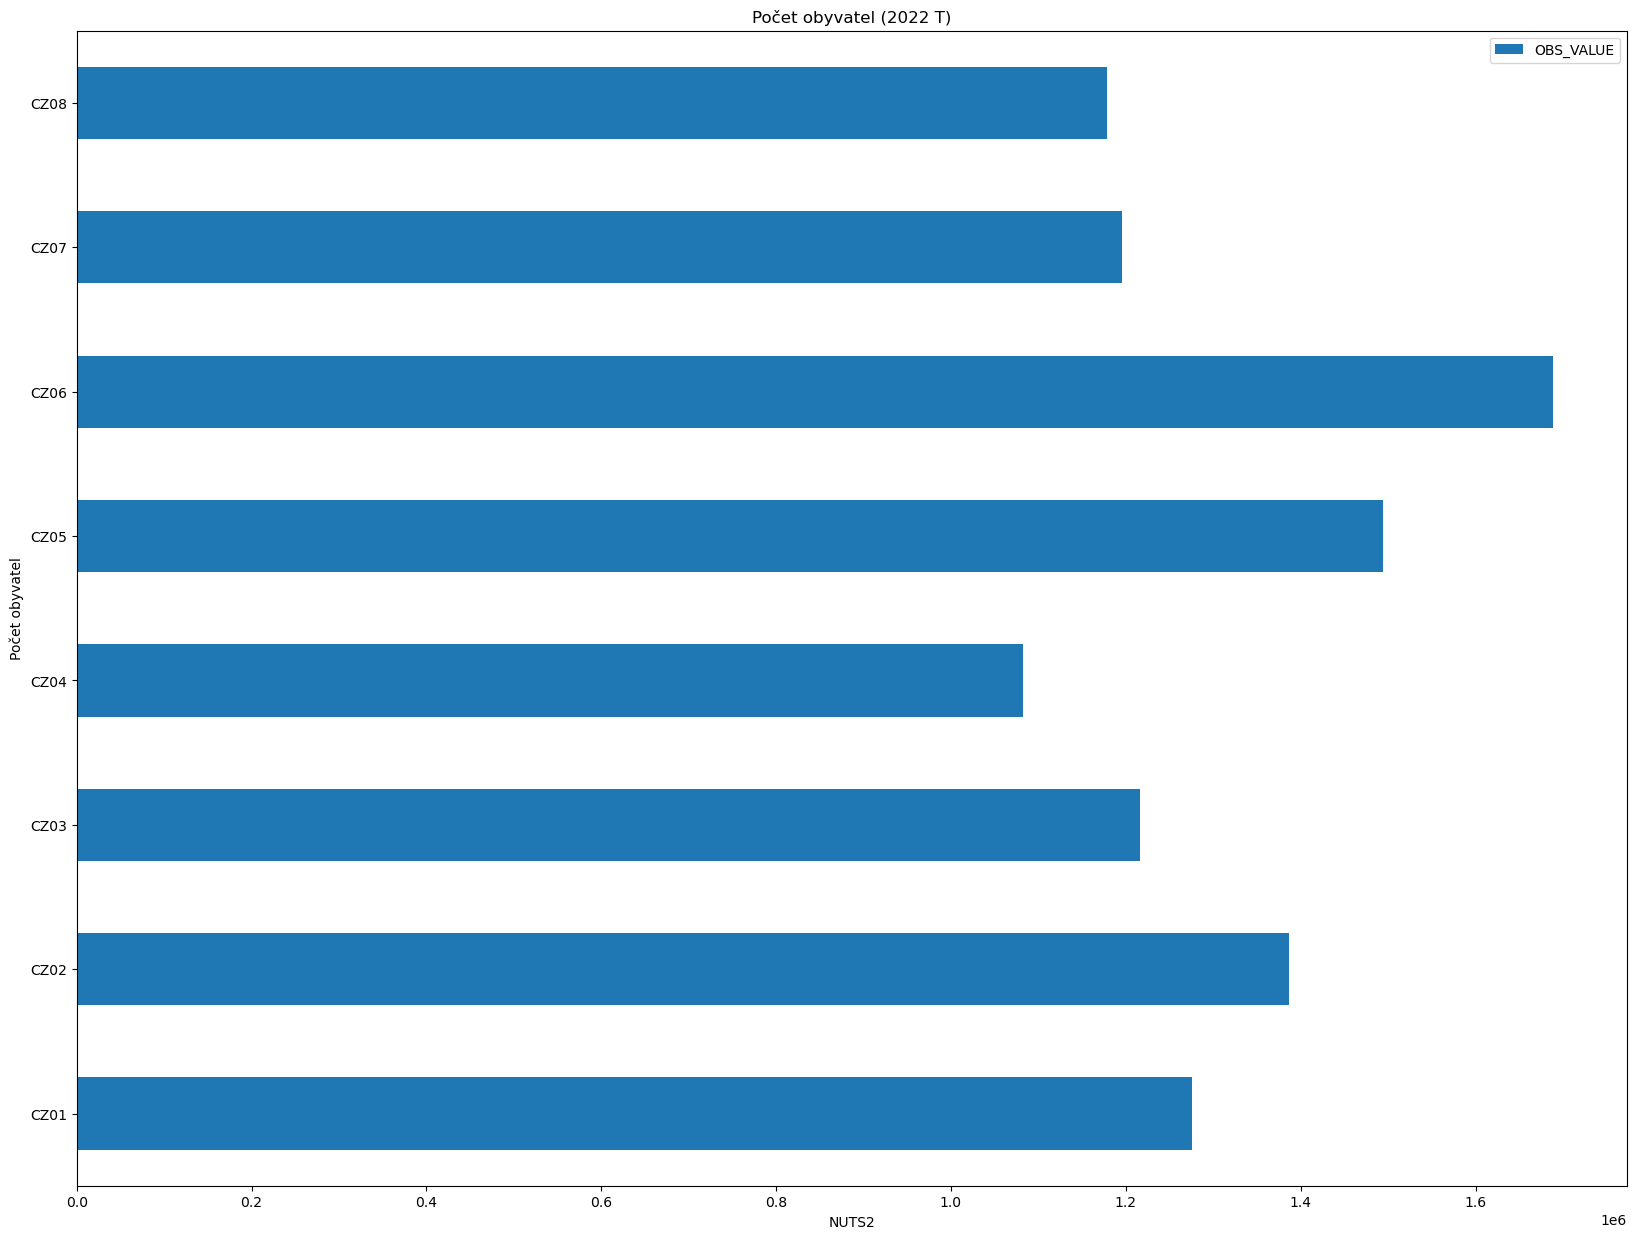 Počet obyvatel (2022 T)
OBS_VALUE
CZ08
CZ07
CZ06
CZ05
CZ04
CZ03
CZ02
CZ01
Počet obyvatel
0.0 0.2 0.4 0.6 0.8 1.0 1.2 1.4 1.6
1e6
NUTS2